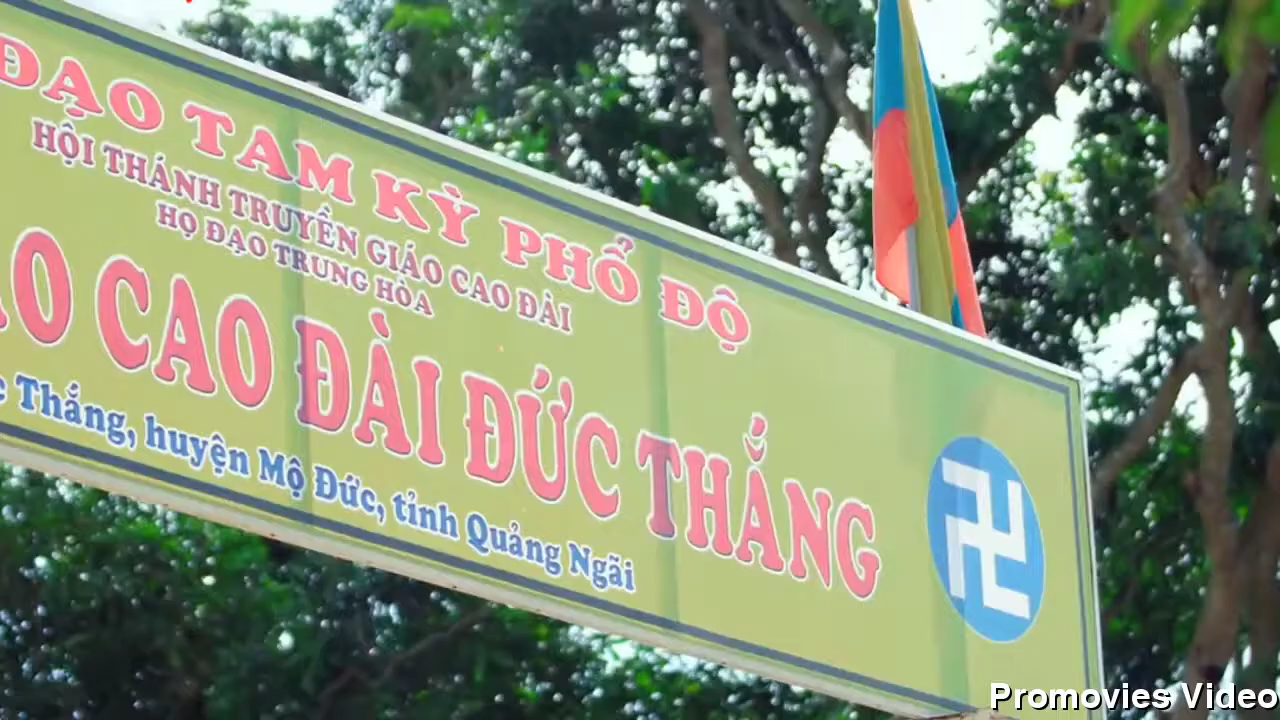 ĐẠO TAM KỲ PHỔ ĐỘ
HỘI THÁNH TRUYỀN GIÁO CAO ĐÀI
HỌ ĐẠO TRUNG HÒA
CAO ĐÀI ĐỨC THẮNG
Thắng, huyện Mộ Đức, tỉnh Quảng Ngãi
Promovies Video